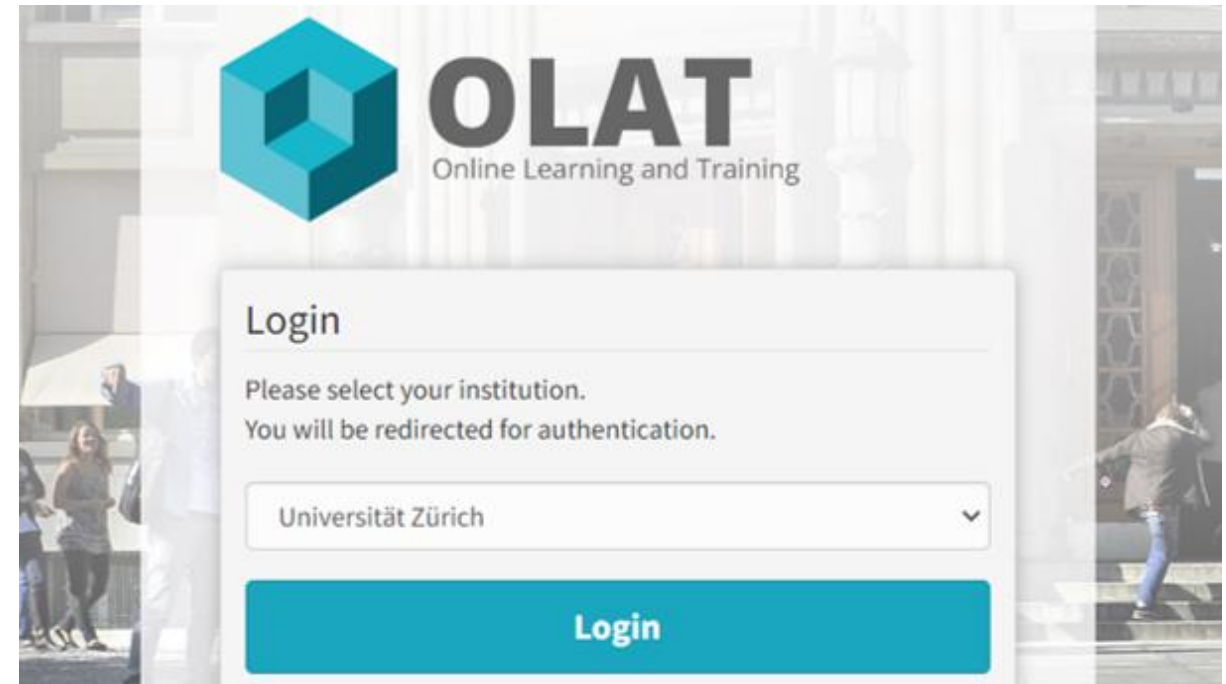 OLAT
Online Learning and Training
Login
Please select your institution.
You will be redirected for authentication.
Universität Zürich
Login